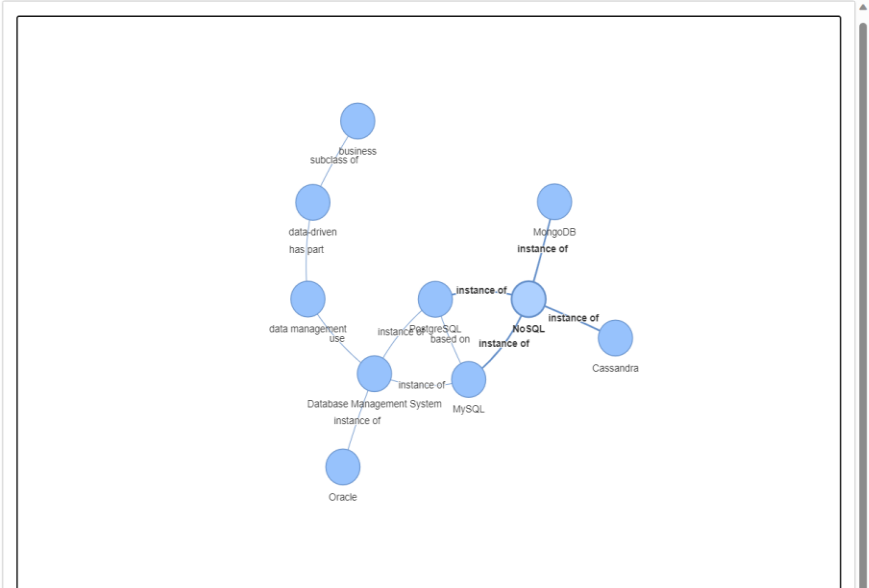 business
subclass of
data-driven
has part
MongoDB
instance of
instance of
NoSQL
instance of
Cassandra
instance of
PostgreSQL
instance of
based on
data management
use
instance of
MySQL
Database Management System
instance of
Oracle